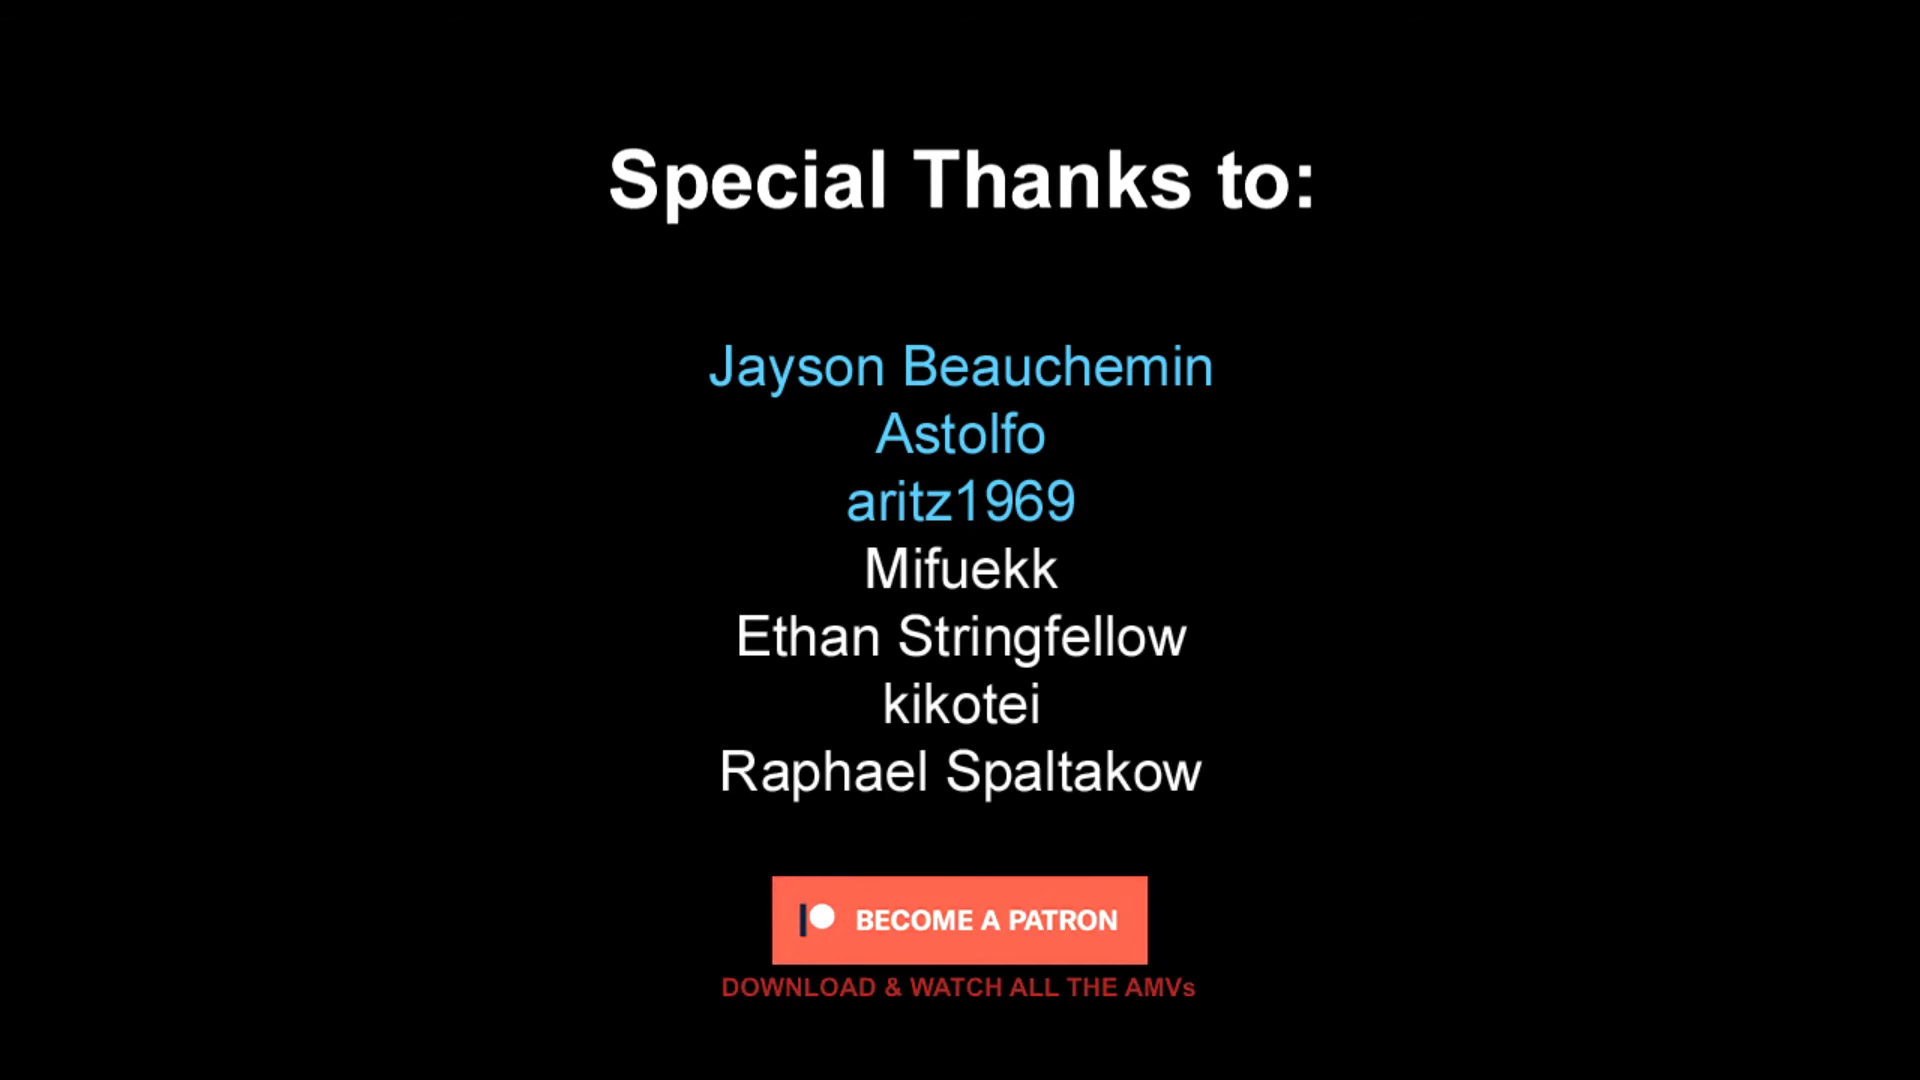 Special Thanks to:
Jayson Beauchemin
Astolfo
aritz1969
Mifuekk
Ethan Stringfellow
kikotei
Raphael Spaltakow
BECOME A PATRON
DOWNLOAD & WATCH ALL THE AMVs